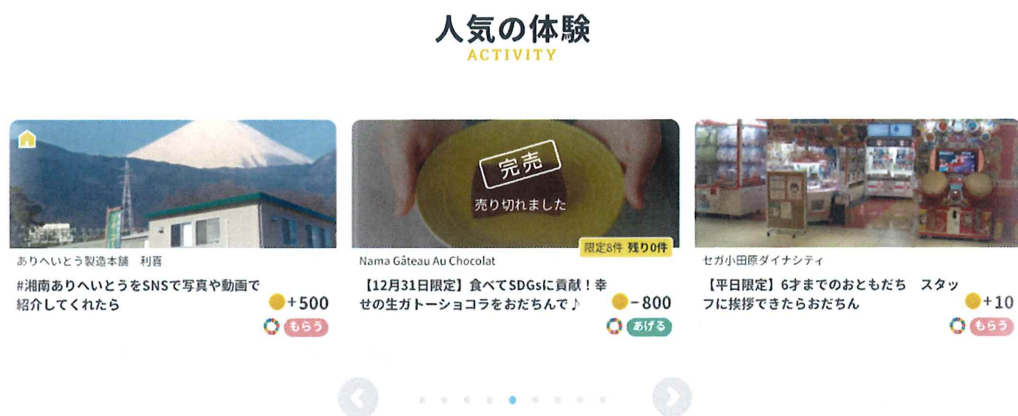 人気の体験
ACTIVITY
ありへいとう製造本舗　利喜
#湘南ありへいとうをSNSで写真や動画で
紹介してくれたら
+500
もらう
完売
売り切れました
限定8件 残り0件
Nama Gâteau Au Chocolat
【12月31日限定】食べてSDGsに貢献！幸
せの生ガトーショコラをおだちんで♪
-800
あげる
セガ小田原ダイナシティ
【平日限定】6才までのおともだち　スタッ
フに挨拶できたらおだちん
+10
もらう